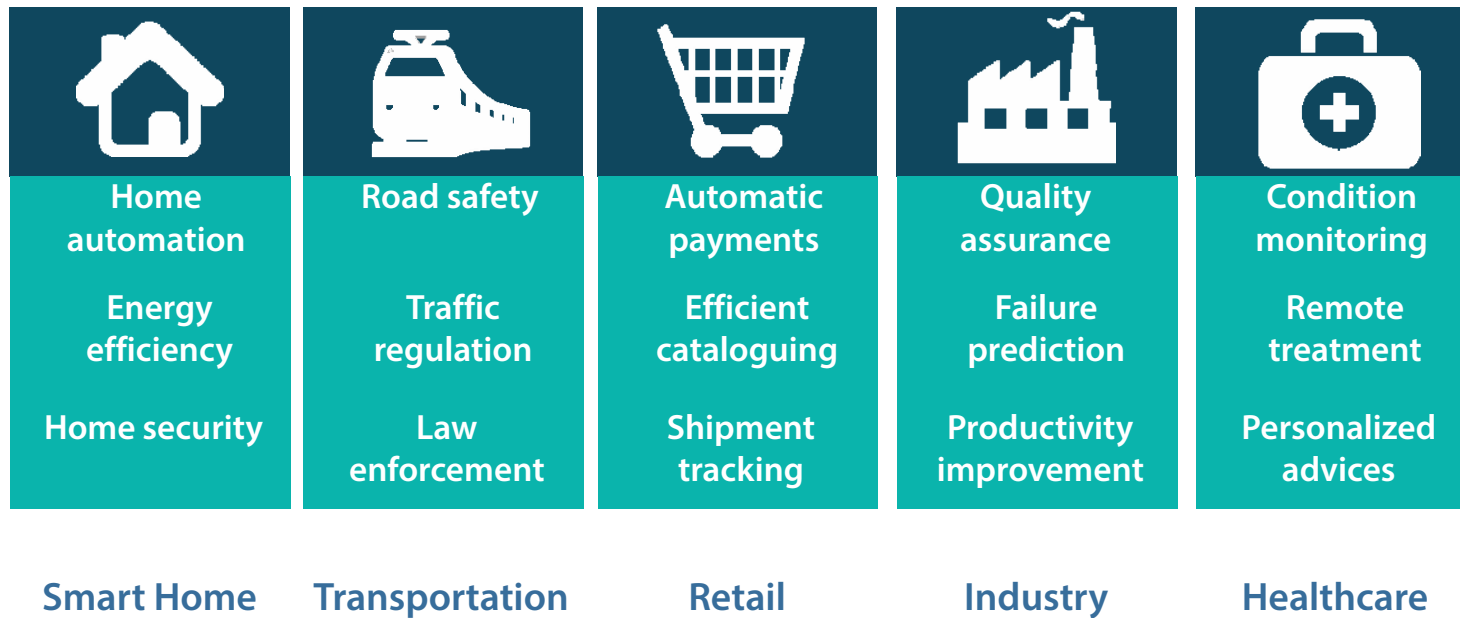 Home
automation
Energy
efficiency
Home security
Road safety
Traffic
regulation
Law
enforcement
Automatic
payments
Efficient
cataloguing
Shipment
tracking
Quality
assurance
Failure
prediction
Productivity
improvement
Condition
monitoring
Remote
treatment
Personalized
advices
Smart Home
Transportation
Retail
Industry
Healthcare